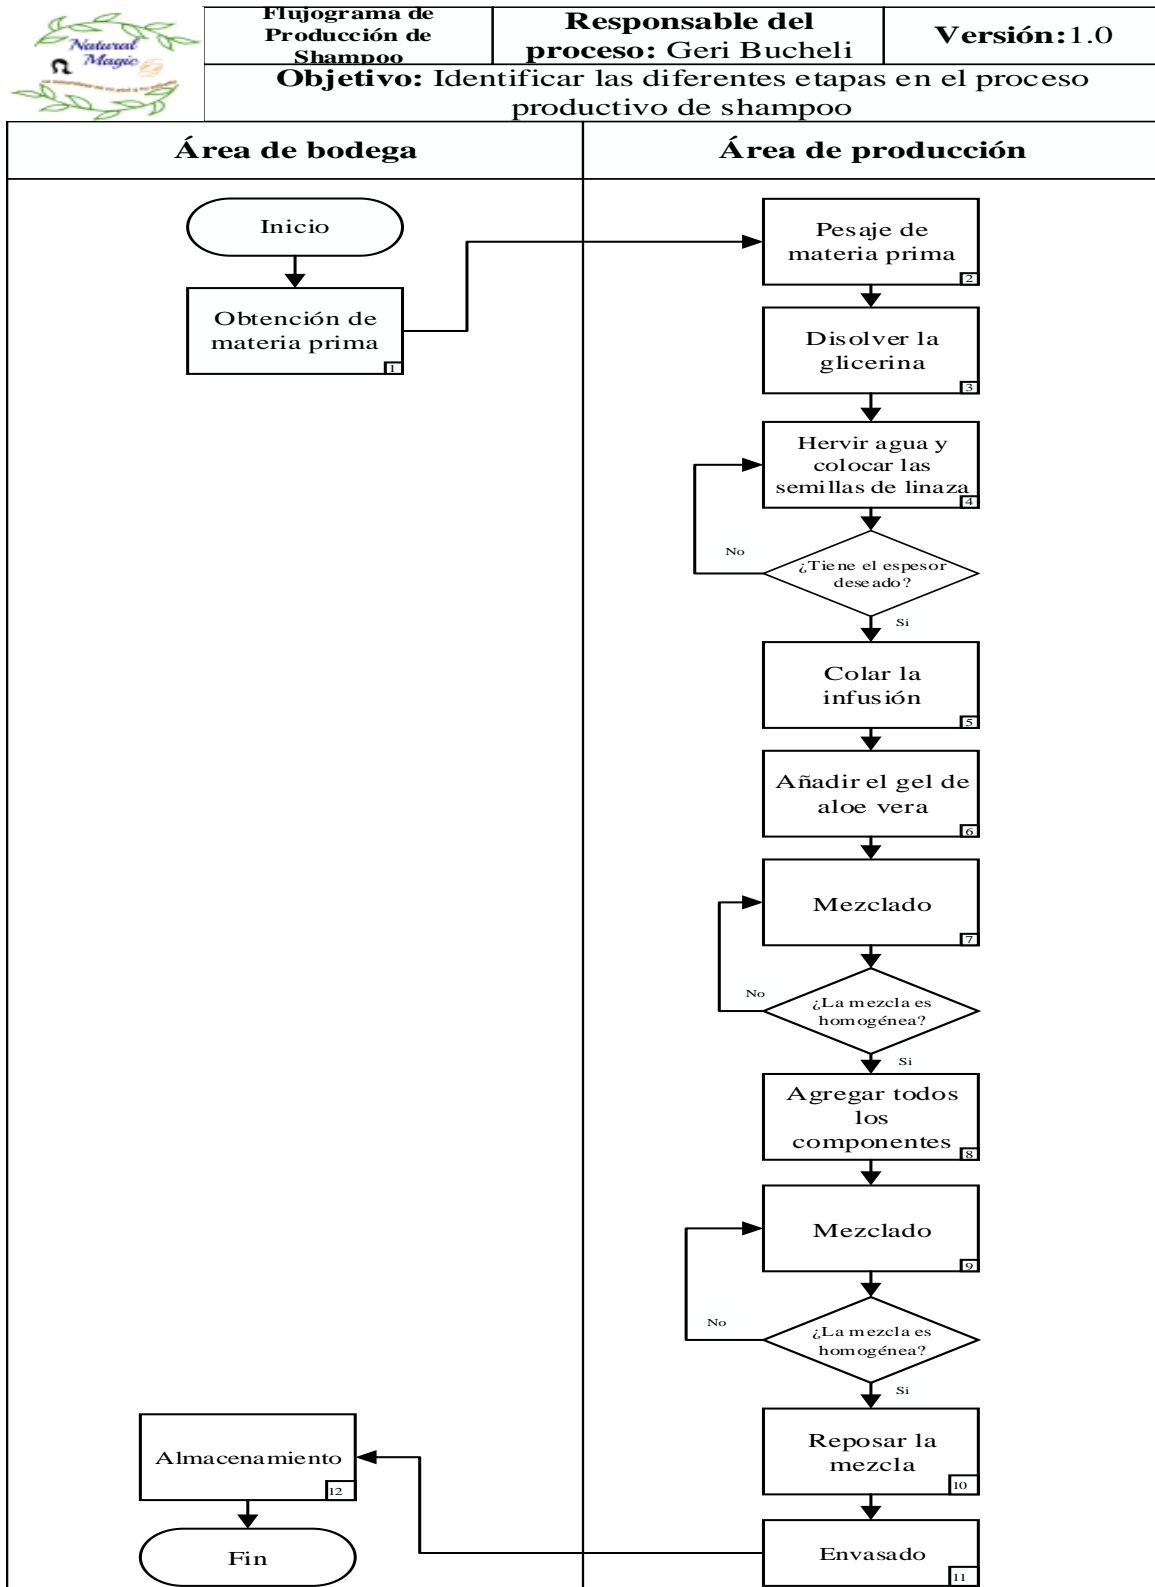 Natural
Magic
Flujograma de
Producción de
Shampoo
Responsable del
proceso: Geri Bucheli
Versión:1.0
Objetivo: Identificar las diferentes etapas en el proceso
productivo de shampoo
Área de bodega
Área de producción
Inicio
Obtención de
materia prima
1
Pesaje de
materia prima
2
Disolver la
glicerina
3
Hervir agua y
colocar las
semillas de linaza
4
No
¿Tiene el espesor
deseado?
Si
Colar la
infusión
5
Añadir el gel de
aloe vera
6
Mezclado
7
No
¿La mezcla es
homogénea?
Si
Agregar todos
los
componentes
8
Mezclado
9
No
¿La mezcla es
homogénea?
Si
Reposar la
mezcla
10
Envasado
11
Almacenamiento
12
Fin